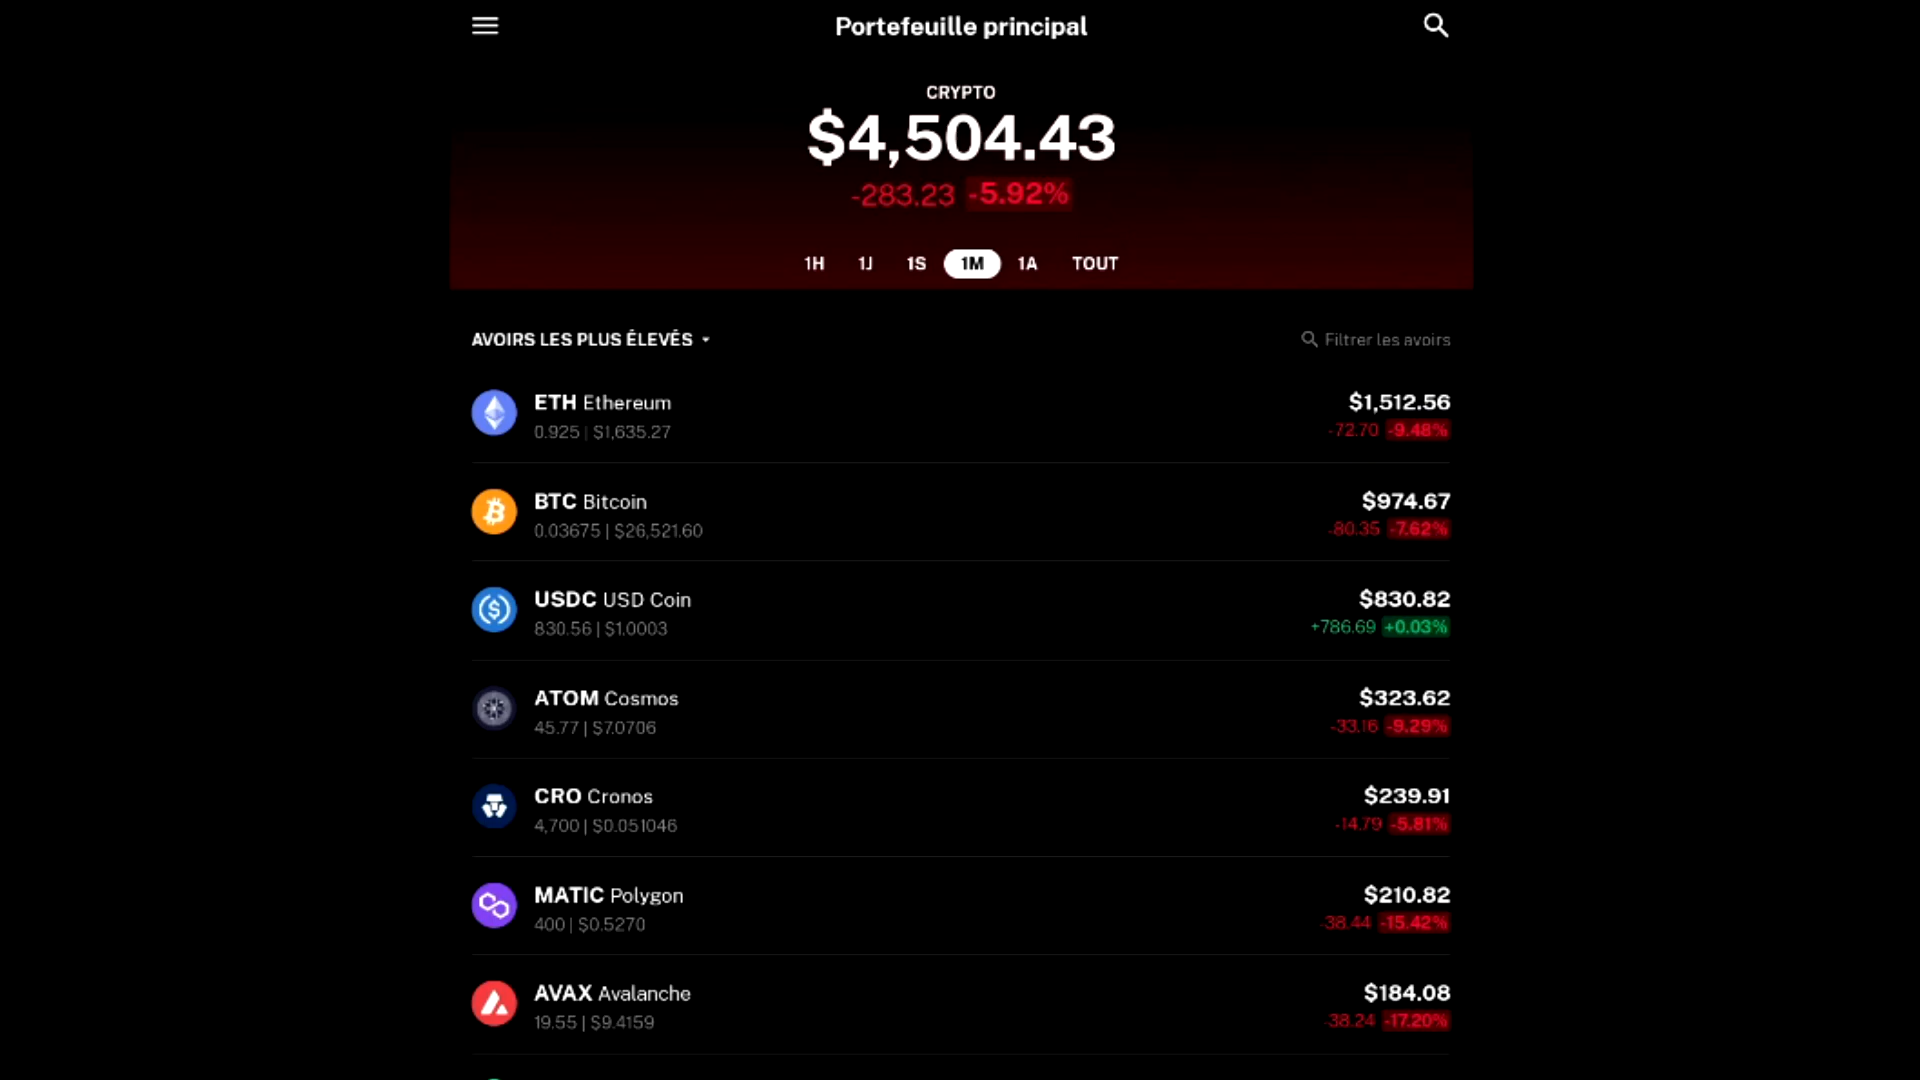 Portefeuille principal
CRYPTO
$4,504.43
-283.23 -5.92%
1H 1J 1S 1M 1A TOUT
AVOIRS LES PLUS ÉLEVÉS
Filtrer les avoirs
ETH Ethereum $1,512.56
0.925 | $1,635.27 -72.70 -9.48%
BTC Bitcoin $974.67
0.03675 | $26,521.60 -80.35 -7.62%
USDC USD Coin $830.82
830.56 | $1.0003 +786.69 +0.03%
ATOM Cosmos $323.62
45.77 | $7.0706 -33.16 -9.29%
CRO Cronos $239.91
4,700 | $0.051046 -14.79 -5.81%
MATIC Polygon $210.82
400 | $0.5270 -38.44 -15.42%
AVAX Avalanche $184.08
19.55 | $9.4159 -38.24 -17.20%